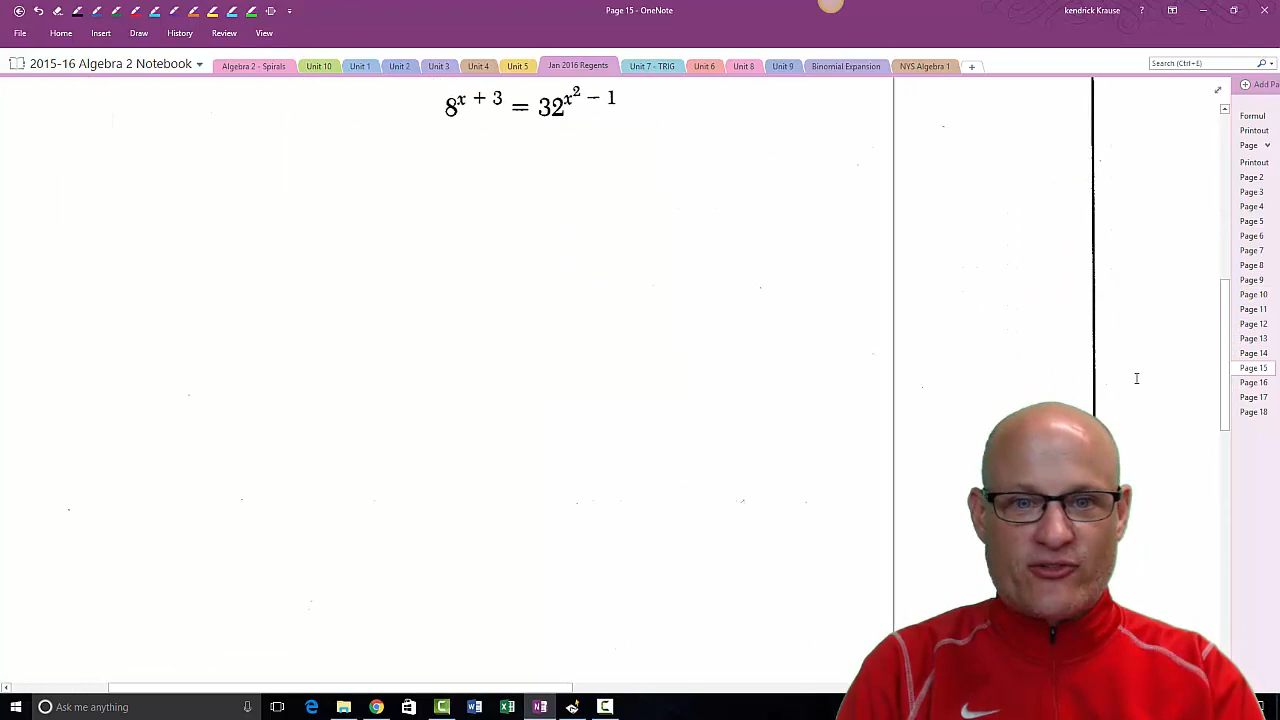 Page 15 - OneNote
kendrick Krause
?
File Home Insert Draw History Review View
2015-16 Algebra 2 Notebook
Algebra 2 - Spirals
Unit 10
Unit 1
Unit 2
Unit 3
Unit 4
Unit 5
Jan 2016 Regents
Unit 7 - TRIG
Unit 6
Unit 8
Unit 9
Binomial Expansion
NYS Algebra 1
+
Search (Ctrl+E)
8^{x + 3} = 32^{x^2 - 1}
Add Pa
Formul
Printout
Page
Printout
Page 2
Page 3
Page 4
Page 5
Page 6
Page 7
Page 8
Page 9
Page 10
Page 11
Page 12
Page 13
Page 14
Page 15
Page 16
Page 17
Page 18
Ask me anything